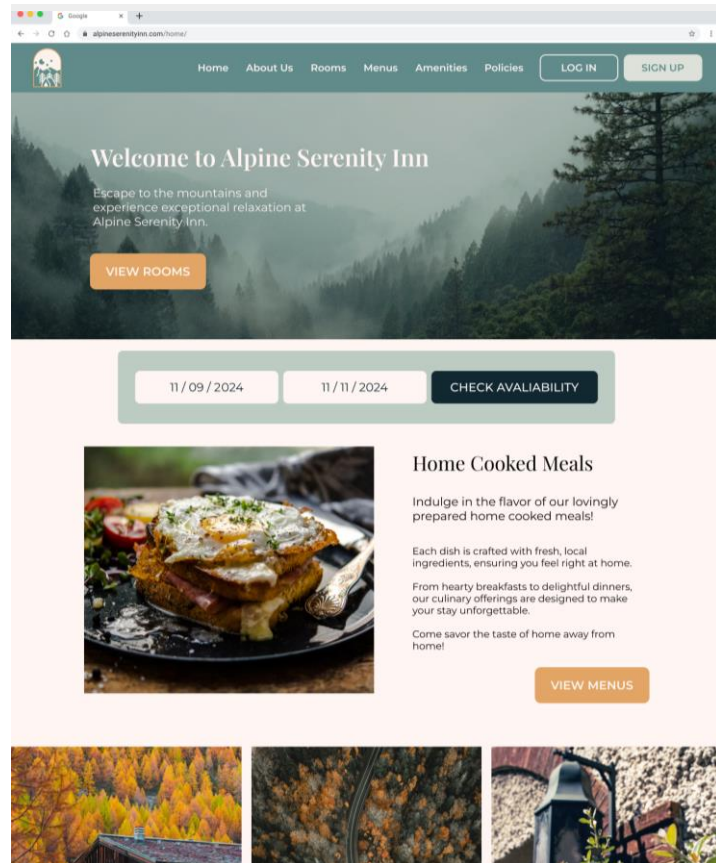 Google
alpineserenityinn.com/home/
Home About Us Rooms Menus Amenities Policies LOG IN SIGN UP
Welcome to Alpine Serenity Inn
Escape to the mountains and
experience exceptional relaxation at
Alpine Serenity Inn.
VIEW ROOMS
11 / 09 / 2024 11 / 11 / 2024 CHECK AVALIABILITY
Home Cooked Meals
Indulge in the flavor of our lovingly
prepared home cooked meals!
Each dish is crafted with fresh, local
ingredients, ensuring you feel right at home.
From hearty breakfasts to delightful dinners,
our culinary offerings are designed to make
your stay unforgettable.
Come savor the taste of home away from
home!
VIEW MENUS